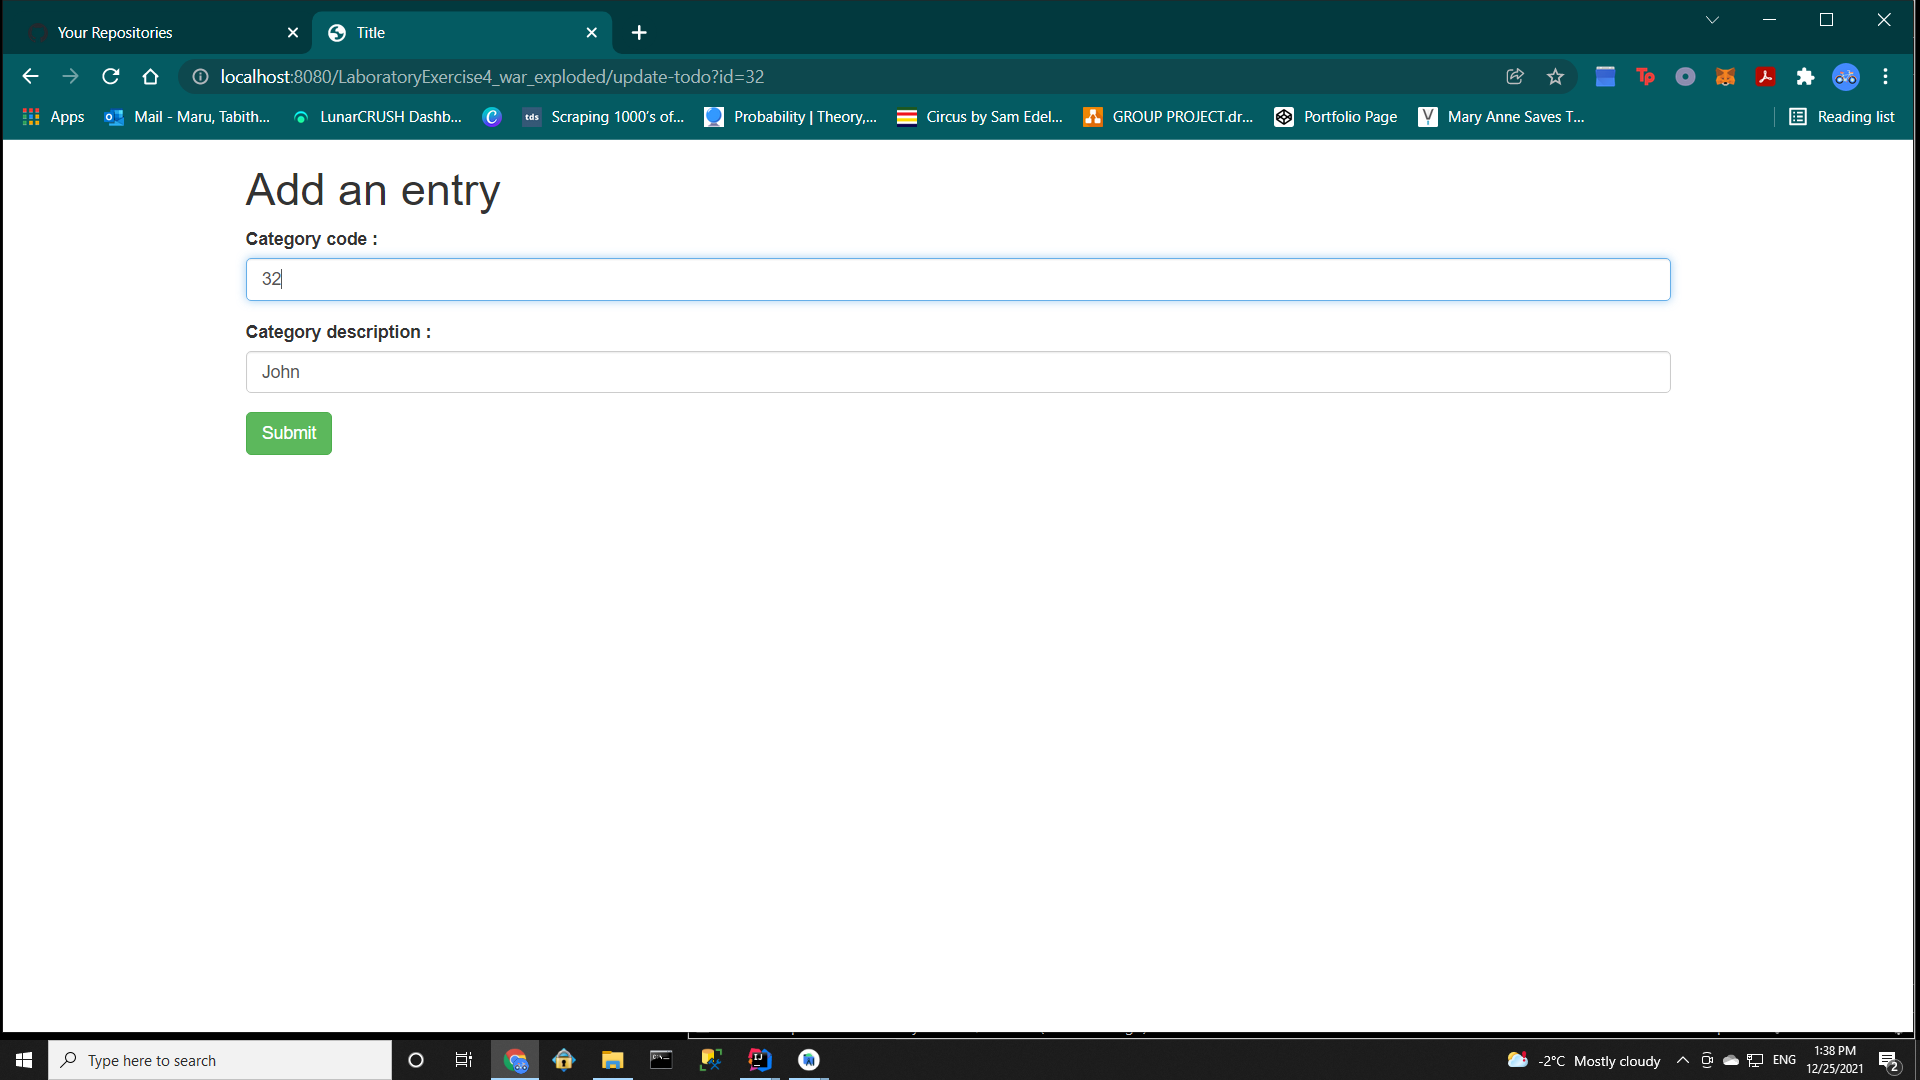 Your Repositories
Title
localhost:8080/LaboratoryExercise4_war_exploded/update-todo?id=32
Tp
Apps
Mail - Maru, Tabith...
LunarCRUSH Dashb...
tds
Scraping 1000's of...
Probability | Theory,...
Circus by Sam Edel...
GROUP PROJECT.dr...
Portfolio Page
Mary Anne Saves T...
Reading list
Add an entry
Category code :
32
Category description :
John
Submit
Type here to search
-2°C Mostly cloudy
ENG
1:38 PM
12/25/2021
2